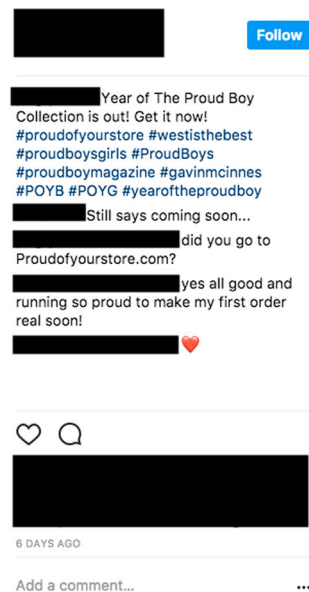 Follow
Year of The Proud Boy
Collection is out! Get it now!
#proudofyourstore #westisthebest
#proudboysgirls #ProudBoys
#proudboymagazine #gavinmcinnes
#POYB #POYG #yearoftheproudboy
Still says coming soon...
did you go to
Proudofyourstore.com?
yes all good and
running so proud to make my first order
real soon!
❤️
6 DAYS AGO
Add a comment...